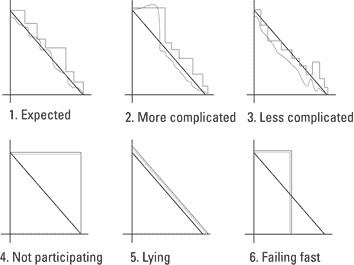 1. Expected
2. More complicated
3. Less complicated
4. Not participating
5. Lying
6. Failing fast